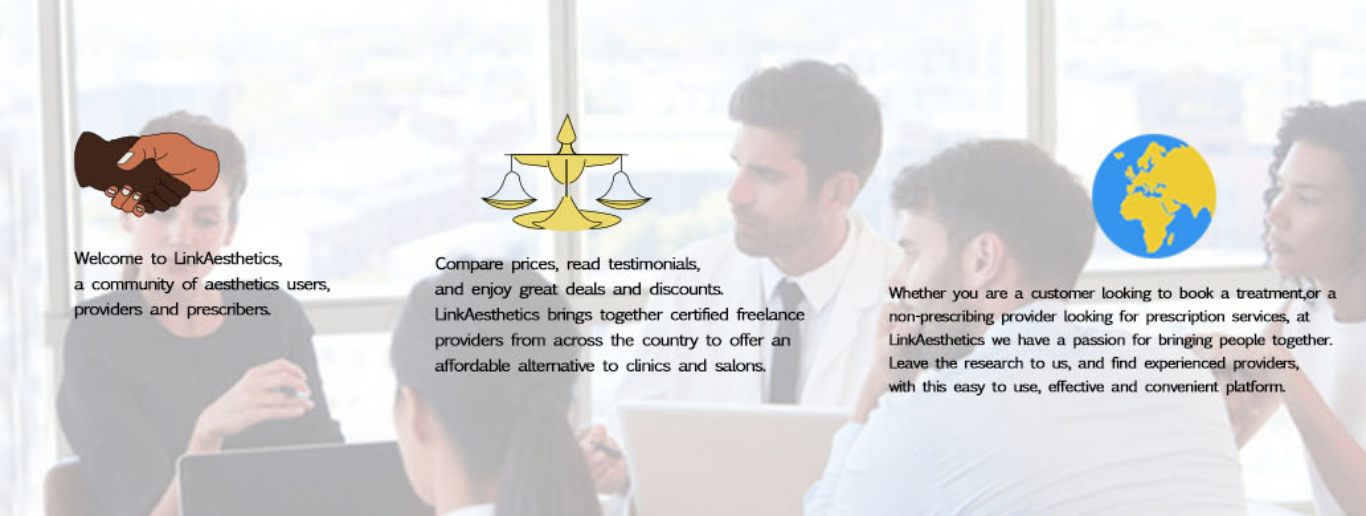 Welcome to LinkAesthetics,
a community of aesthetics users,
providers and prescribers.
Compare prices, read testimonials,
and enjoy great deals and discounts.
LinkAesthetics brings together certified freelance
providers from across the country to offer an
affordable alternative to clinics and salons.
Whether you are a customer looking to book a treatment,or a
non-prescribing provider looking for prescription services, at
LinkAesthetics we have a passion for bringing people together.
Leave the research to us, and find experienced providers,
with this easy to use, effective and convenient platform.